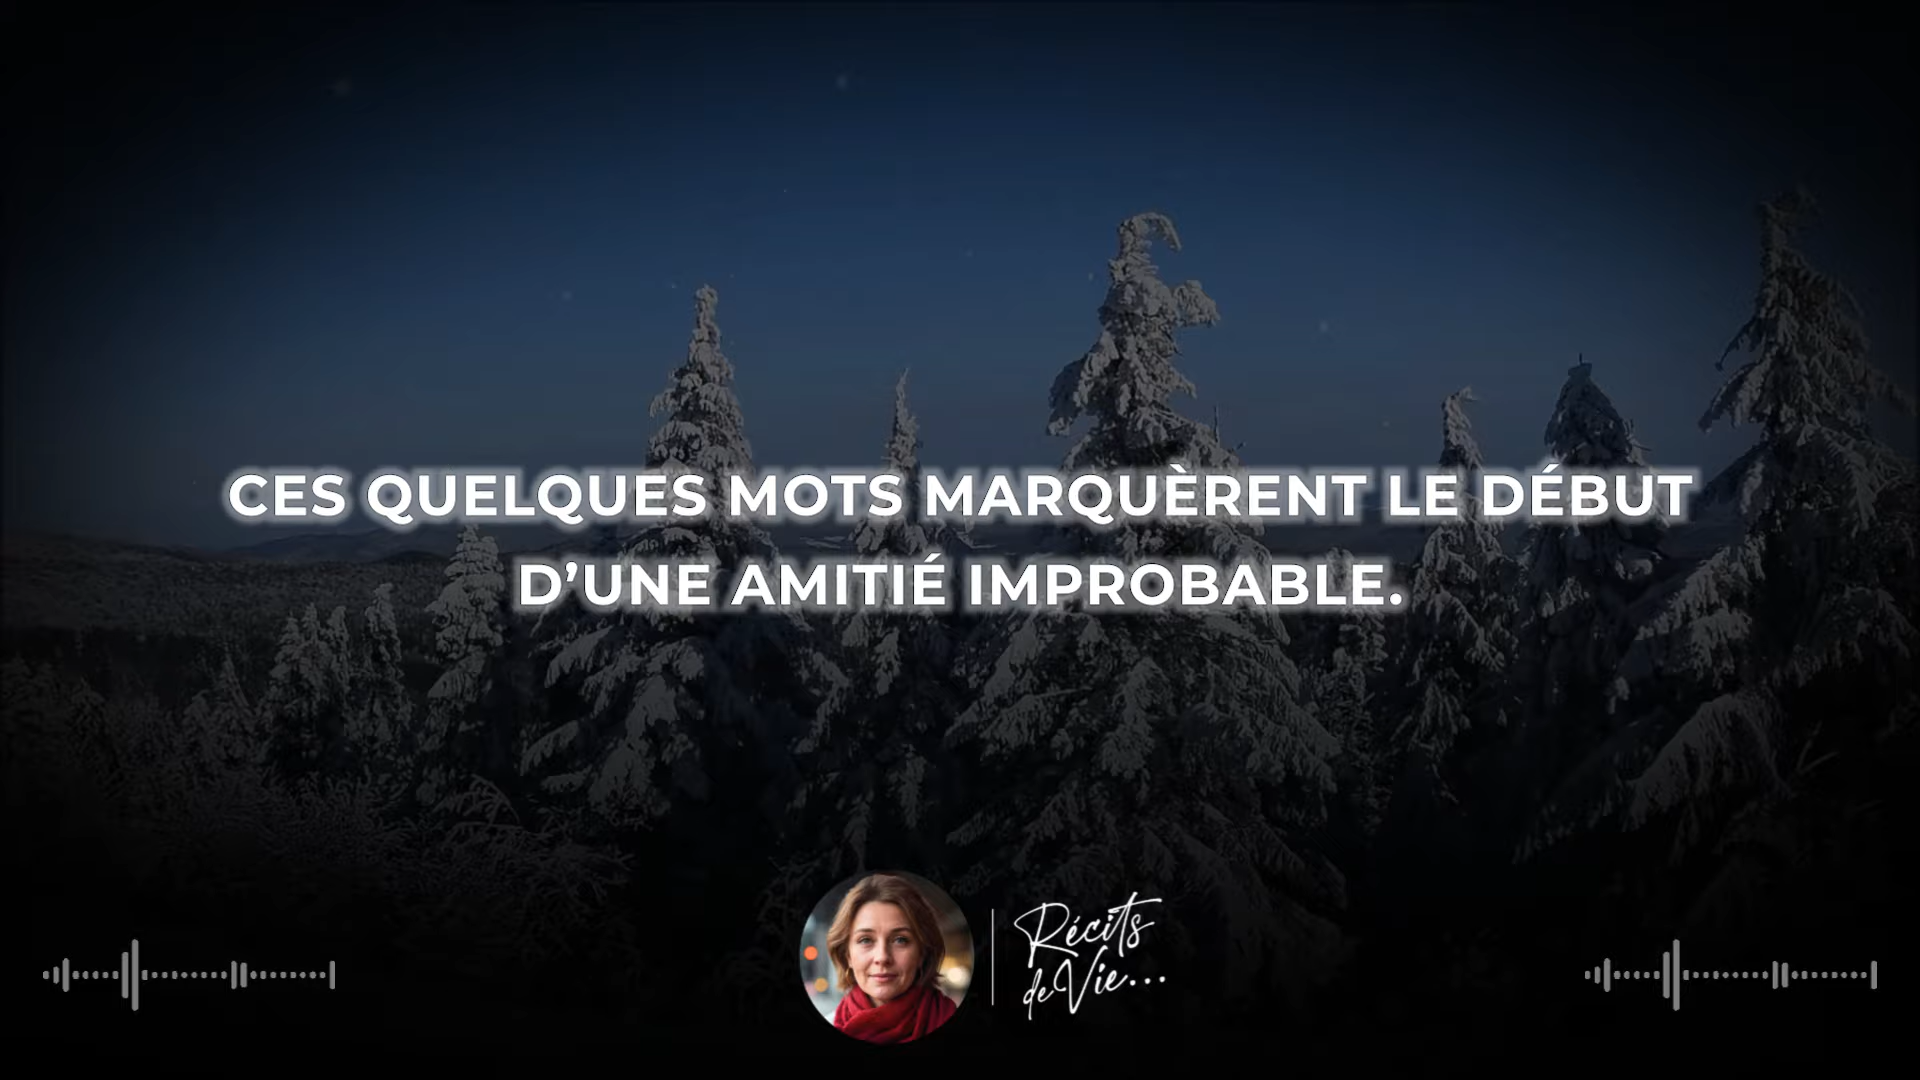 CES QUELQUES MOTS MARQUÈRENT LE DÉBUT
D’UNE AMITIÉ IMPROBABLE.
Récits
de Vie...